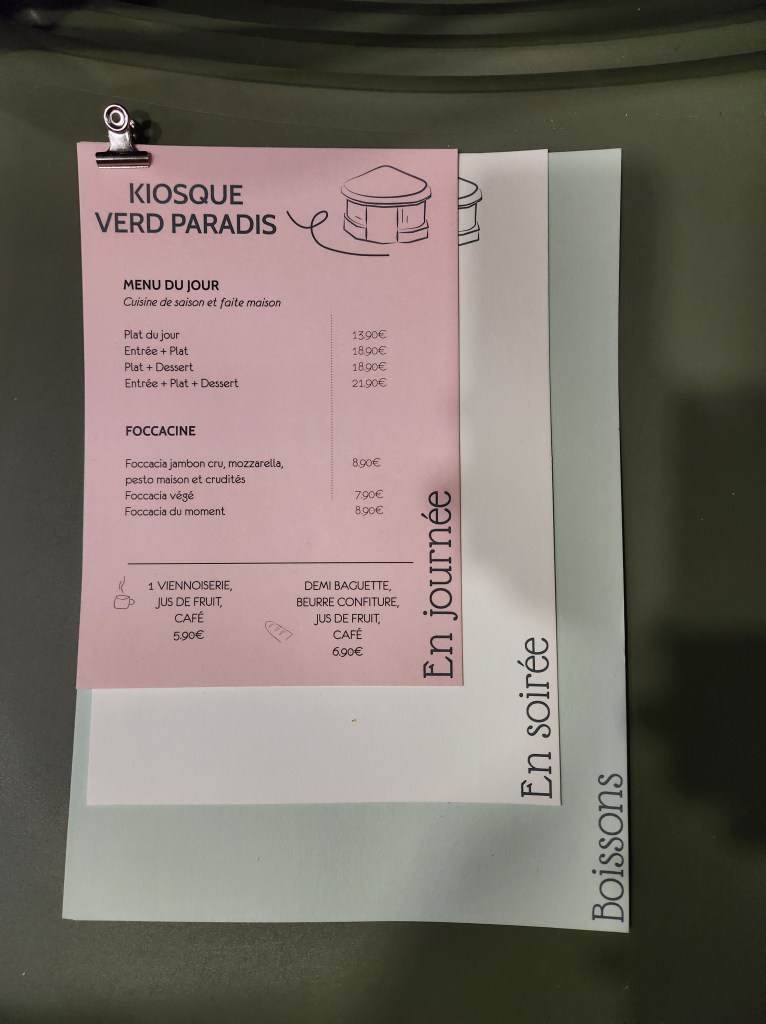 KIOSQUE
VERD PARADIS
MENU DU JOUR
Cuisine de saison et faite maison
Plat du jour 13.90€
Entrée + Plat 18.90€
Plat + Dessert 18.90€
Entrée + Plat + Dessert 21.90€
FOCCACINE
Foccacia jambon cru, mozzarella, 8.90€
pesto maison et crudités
Foccacia végé 7.90€
Foccacia du moment 8.90€
1 VIENNOISERIE,
JUS DE FRUIT,
CAFÉ
5.90€
DEMI BAGUETTE,
BEURRE CONFITURE,
JUS DE FRUIT,
CAFÉ
6.90€
En journée
En soirée
Boissons